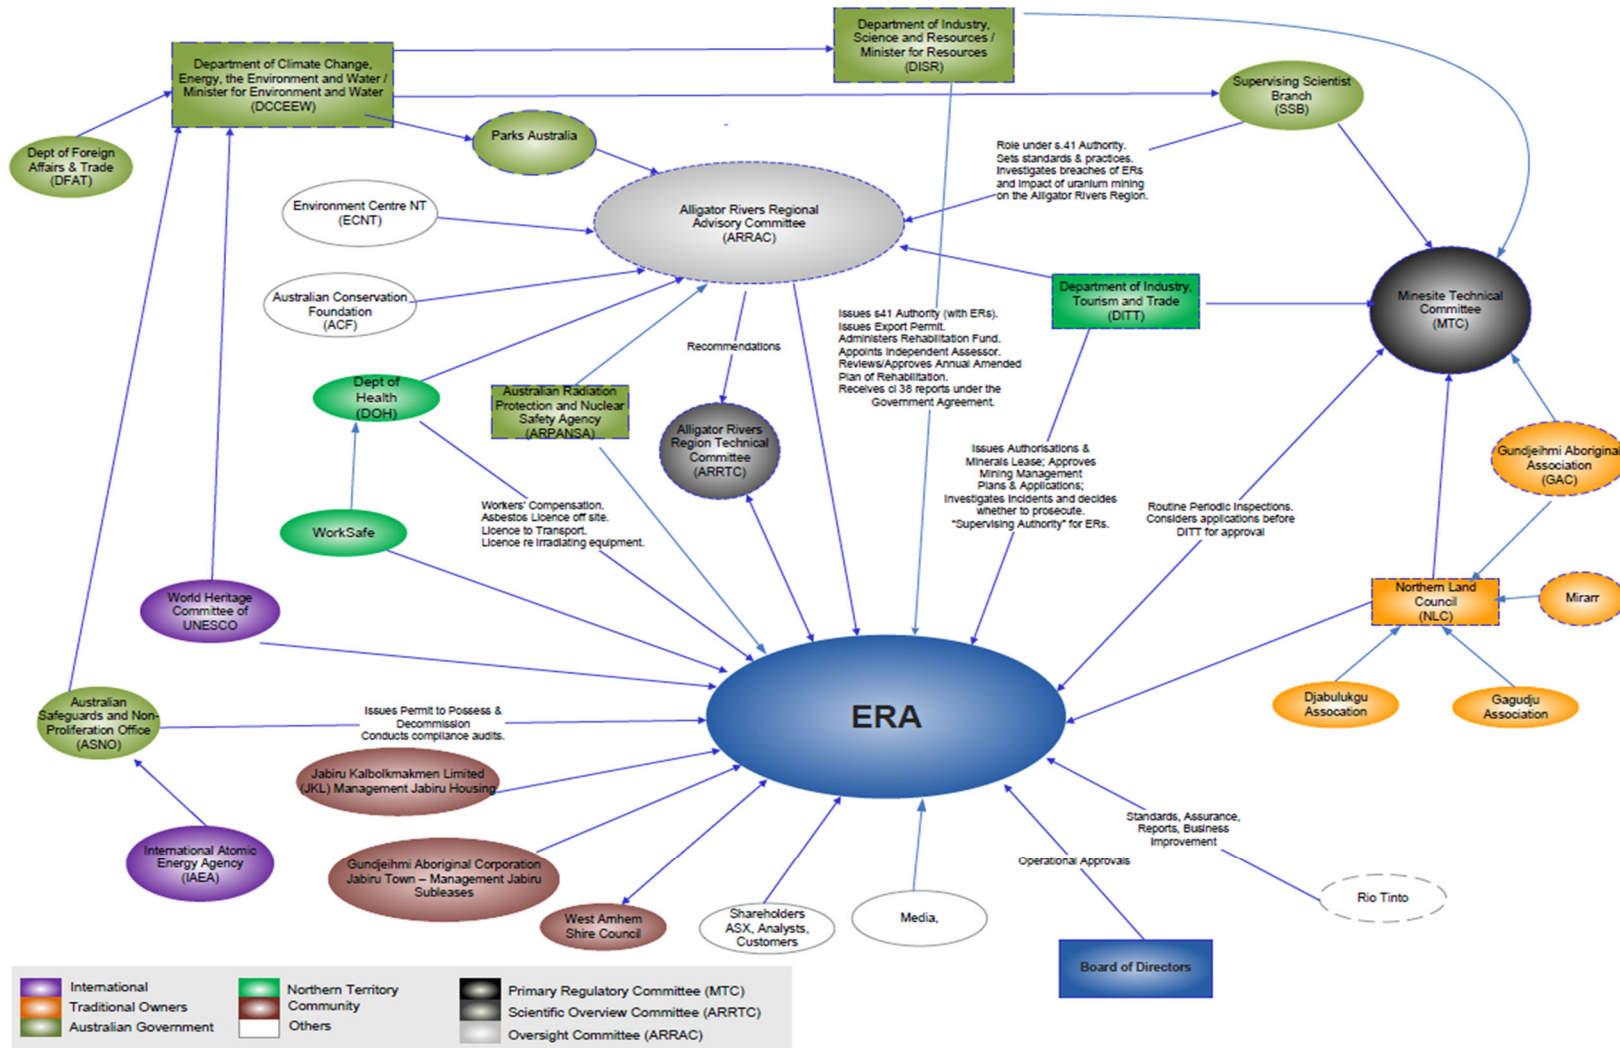 Department of Industry,
Science and Resources /
Minister for Resources
(DISR)
Department of Climate Change,
Energy, the Environment and Water /
Minister for Environment and Water
(DCCEEW)
Supervising Scientist
Branch
(SSB)
Parks Australia
Dept of Foreign
Affairs & Trade
(DFAT)
Role under s.41 Authority.
Sets standards & practices.
Investigates breaches of ERs
and impact of uranium mining
on the Alligator Rivers Region.
Environment Centre NT
(ECNT)
Alligator Rivers Regional
Advisory Committee
(ARRAC)
Australian Conservation
Foundation
(ACF)
Department of Industry,
Tourism and Trade
(DITT)
Minesite Technical
Committee
(MTC)
Issues s41 Authority (with ERs).
Issues Export Permit.
Administers Rehabilitation Fund.
Appoints Independent Assessor.
Reviews/Approves Annual Amended
Plan of Rehabilitation.
Receives cl 38 reports under the
Government Agreement.
Recommendations
Dept of
Health
(DOH)
Australian Radiation
Protection and Nuclear
Safety Agency
(ARPANSA)
Alligator Rivers
Region Technical
Committee
(ARRTC)
Gundjeihmi Aboriginal
Association
(GAC)
Issues Authorisations &
Minerals Lease; Approves
Mining Management
Plans & Applications;
Investigates Incidents and decides
whether to prosecute.
"Supervising Authority" for ERs.
Workers' Compensation.
Asbestos Licence off site.
Licence to Transport.
Licence re Irradiating equipment.
Routine Periodic Inspections.
Considers applications before
DITT for approval
WorkSafe
World Heritage
Committee of
UNESCO
Northern Land
Council
(NLC)
Mirarr
Australian
Safeguards and Non-
Proliferation Office
(ASNO)
Issues Permit to Possess &
Decommission
Conducts compliance audits.
ERA
Djabulukgu
Assocation
Gagudju
Association
Jabiru Kalbolkmakmen Limited
(JKL) Management Jabiru Housing
International Atomic
Energy Agency
(IAEA)
Gundjeihmi Aboriginal Corporation
Jabiru Town – Management Jabiru
Subleases
Standards, Assurance,
Reports, Business
Improvement
Operational Approvals
West Arnhem
Shire Council
Shareholders
ASX, Analysts,
Customers
Media,
Rio Tinto
Board of Directors
International
Traditional Owners
Australian Government
Northern Territory
Community
Others
Primary Regulatory Committee (MTC)
Scientific Overview Committee (ARRTC)
Oversight Committee (ARRAC)